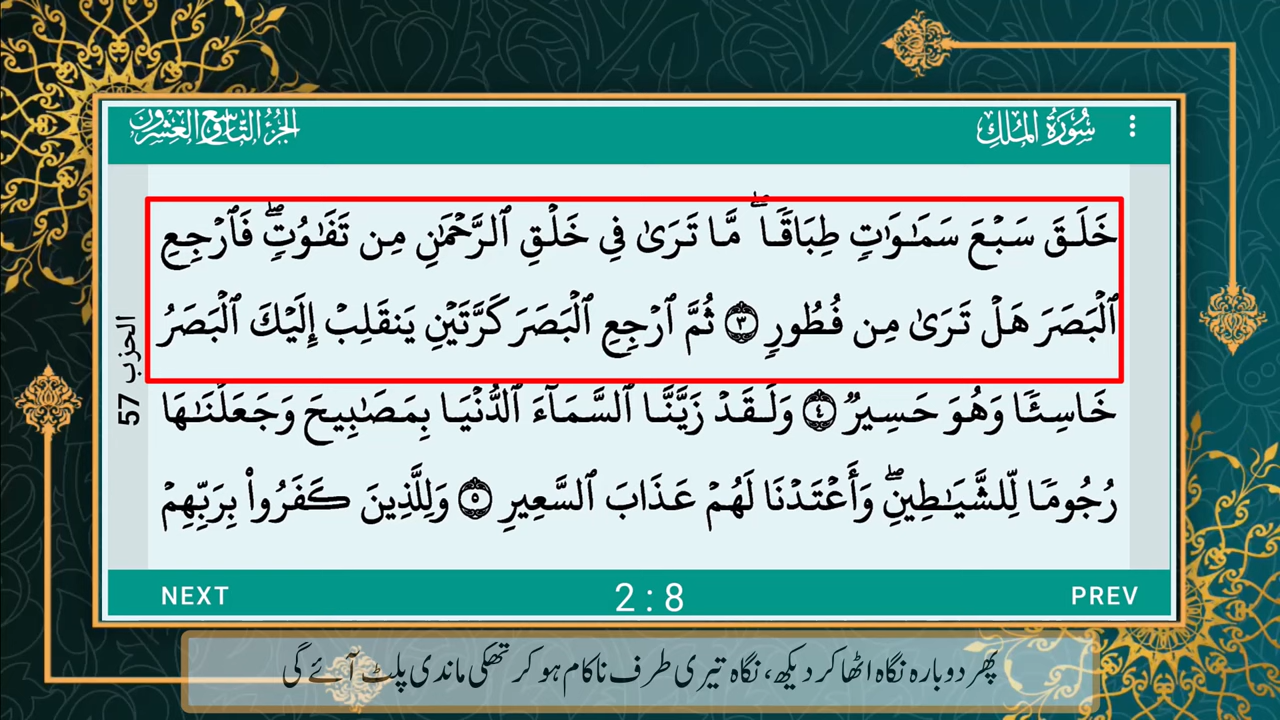 الجزء التاسع والعشرون
سورة الملك
خَلَقَ سَبْعَ سَمَٰوَٰتٍ طِبَاقًا ۖ مَّا تَرَىٰ فِي خَلْقِ ٱلرَّحْمَٰنِ مِن تَفَٰوُتٍ ۖ فَٱرْجِعِ
ٱلْبَصَرَ هَلْ تَرَىٰ مِن فُطُورٍ ٣ ثُمَّ ٱرْجِعِ ٱلْبَصَرَ كَرَّتَيْنِ يَنقَلِبْ إِلَيْكَ ٱلْبَصَرُ
خَاسِئًا وَهُوَ حَسِيرٌ ٤ وَلَقَدْ زَيَّنَّا ٱلسَّمَآءَ ٱلدُّنْيَا بِمَصَٰبِيحَ وَجَعَلْنَٰهَا
رُجُومًا لِّلشَّيَٰطِينِ ۖ وَأَعْتَدْنَا لَهُمْ عَذَابَ ٱلسَّعِيرِ ٥ وَلِلَّذِينَ كَفَرُوا۟ بِرَبِّهِمْ
الحزب 57
NEXT
2 : 8
PREV
پھر دوبارہ نگاہ اٹھا کر دیکھ، نگاہ تیری طرف ناکام ہو کر تھکی ماندی پلٹ آئے گی